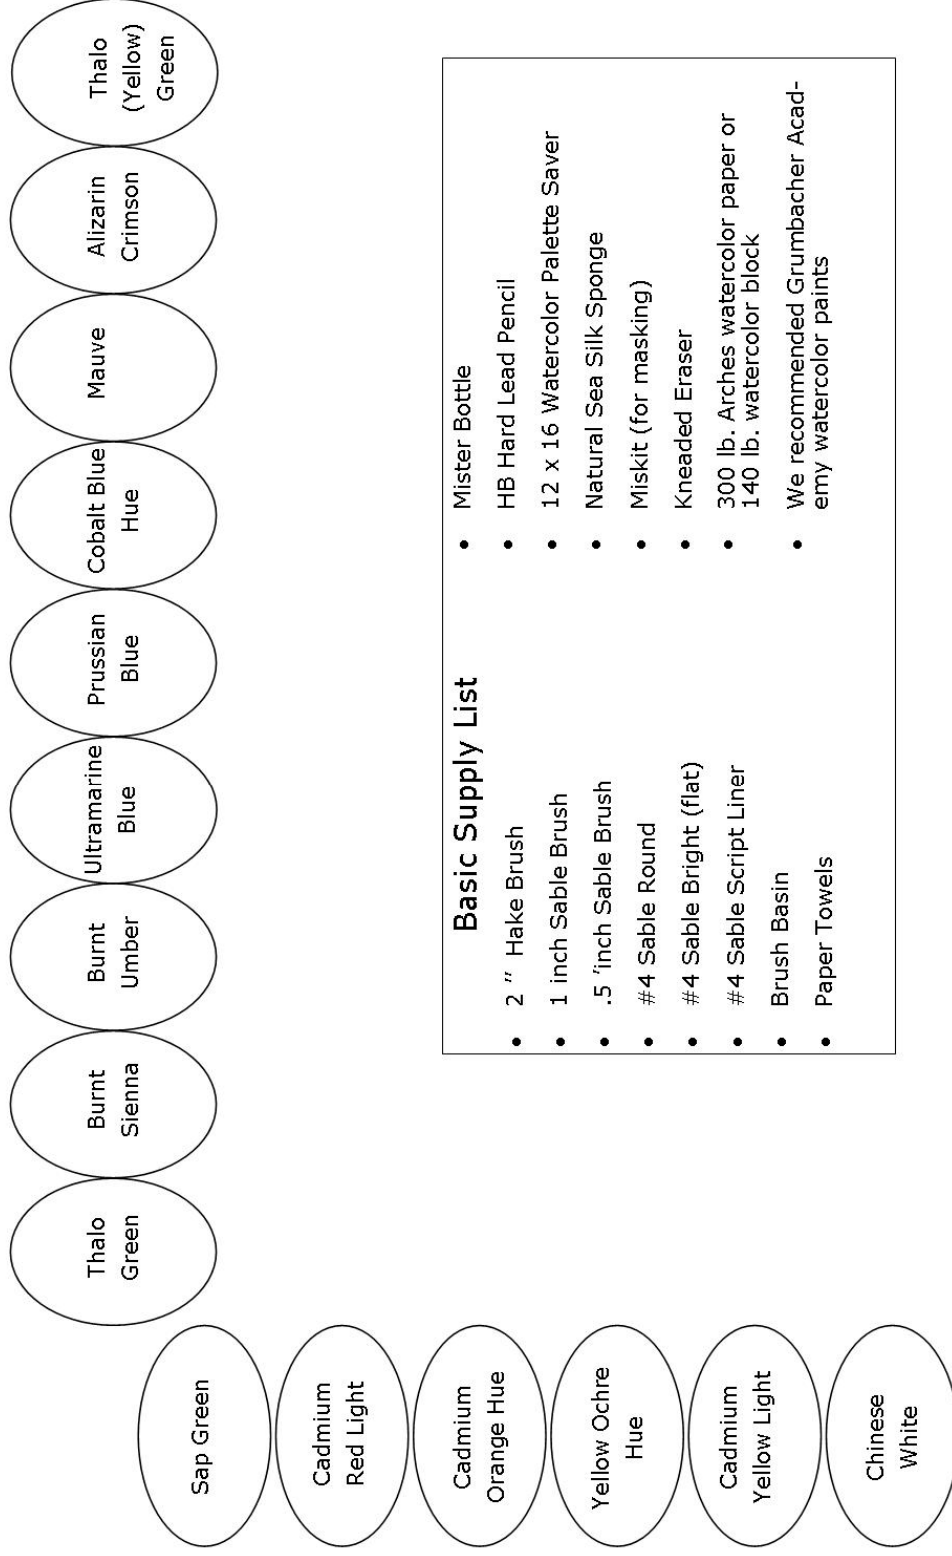 Thalo
Green
Burnt
Sienna
Burnt
Umber
Ultramarine
Blue
Prussian
Blue
Cobalt Blue
Hue
Mauve
Alizarin
Crimson
Thalo
(Yellow)
Green
Sap Green
Cadmium
Red Light
Cadmium
Orange Hue
Yellow Ochre
Hue
Cadmium
Yellow Light
Chinese
White
Basic Supply List
• 2 ” Hake Brush
• 1 inch Sable Brush
• .5 ’inch Sable Brush
• #4 Sable Round
• #4 Sable Bright (flat)
• #4 Sable Script Liner
• Brush Basin
• Paper Towels
• Mister Bottle
• HB Hard Lead Pencil
• 12 x 16 Watercolor Palette Saver
• Natural Sea Silk Sponge
• Miskit (for masking)
• Kneaded Eraser
• 300 lb. Arches watercolor paper or
140 lb. watercolor block
• We recommended Grumbacher Acad-
emy watercolor paints